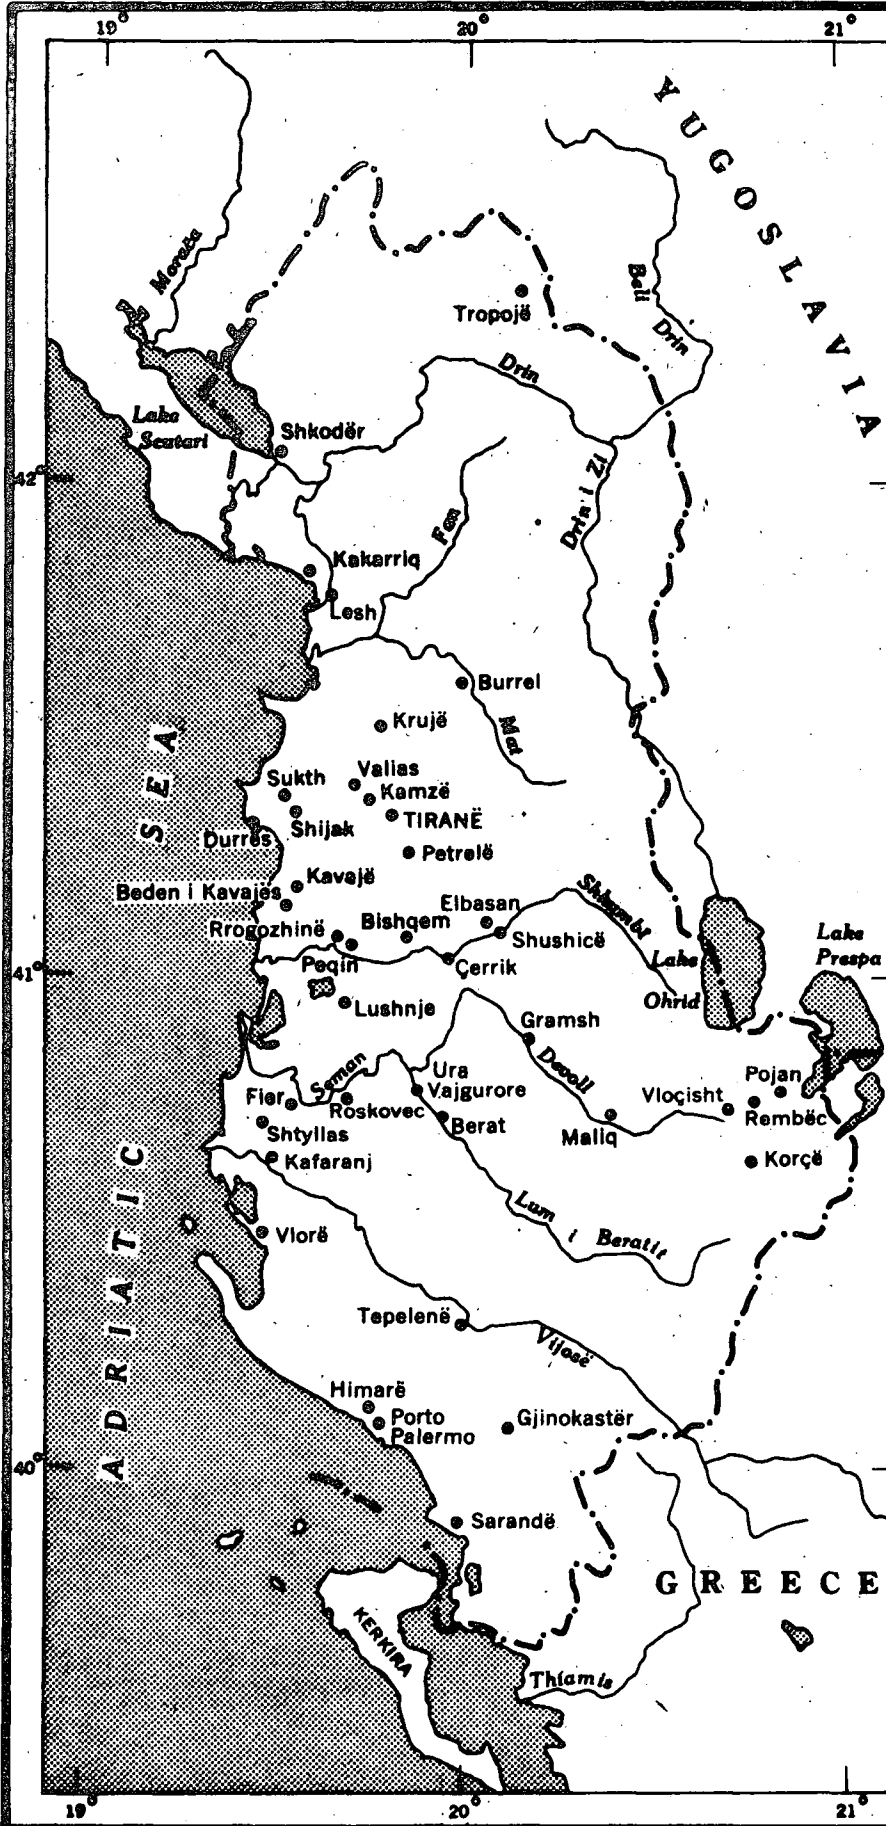 19°
20°
21°
YUGOSLAVIA
Morača
Beli
Drin
Tropojë
Drin
Lake
Scutari
Shkodër
42°
Fan
Drin i Zi
Kakarriq
Lesh
Burrel
Mat
Krujë
Valias
Sukth
Kamzë
Shijak
TIRANË
Durrës
Petrelë
Kavajë
Beden i Kavajës
Elbasan
Shkumbi
Rrogozhinë
Bishqem
Shushicë
Lake
Prespa
Lake
Ohrid
Peqin
Çerrik
41°
Lushnje
Gramsh
Devoll
Seman
Ura
Vajgurore
Pojan
Vloçisht
Fier
Roskovec
Rembëc
Berat
Maliq
Shtyllas
Kafaranj
Korçë
Lum i Beratit
Vlorë
ADRIATIC SEA
Tepelenë
Vijosë
Himarë
Porto
Palermo
Gjinokastër
40°
Sarandë
GREECE
KERKIRA
Thiamis
19°
20°
21°